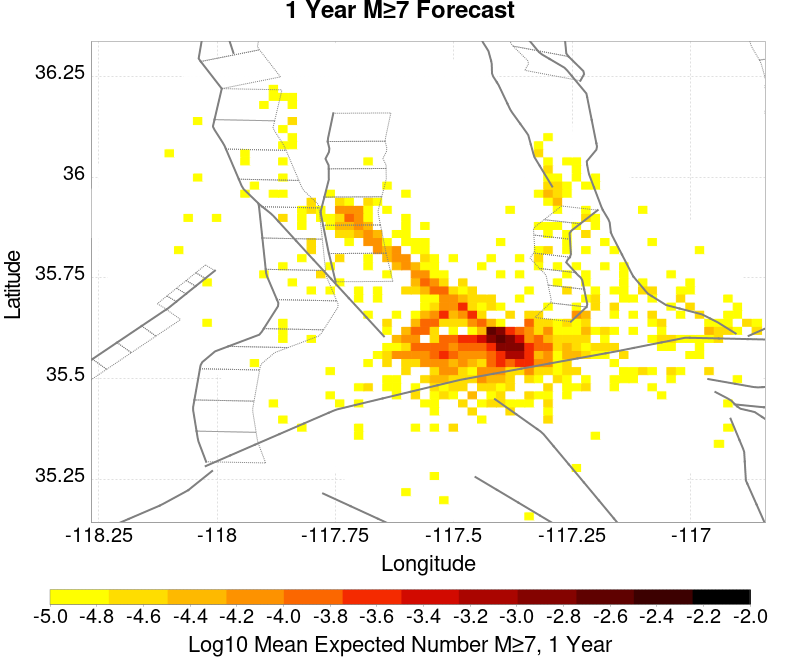 1 Year M≥7 Forecast
36.25
36
35.75
35.5
35.25
Latitude
-118.25 -118 -117.75 -117.5 -117.25 -117
Longitude
-5.0 -4.8 -4.6 -4.4 -4.2 -4.0 -3.8 -3.6 -3.4 -3.2 -3.0 -2.8 -2.6 -2.4 -2.2 -2.0
Log10 Mean Expected Number M≥7, 1 Year